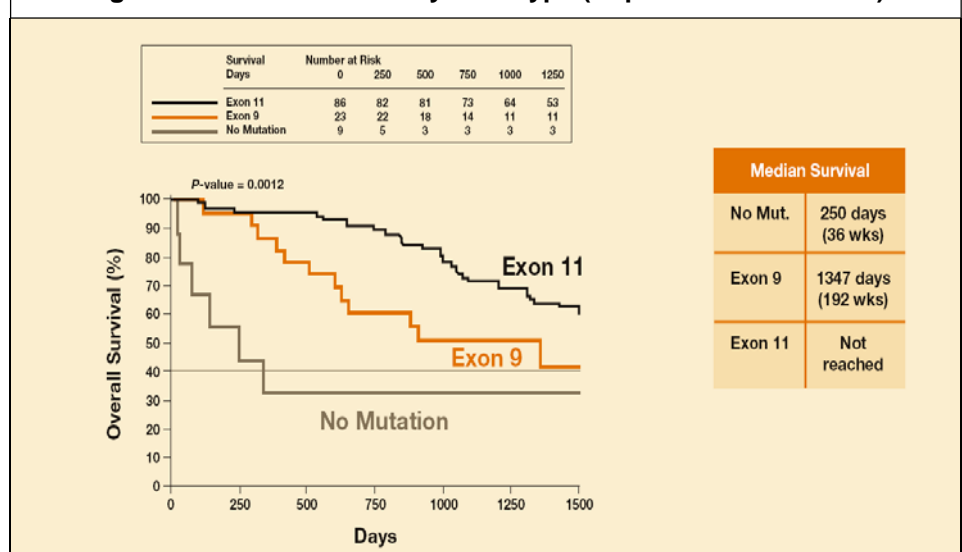 Survival Number at Risk
Days 0 250 500 750 1000 1250
Exon 11 86 82 81 73 64 53
Exon 9 23 22 18 14 11 11
No Mutation 9 5 3 3 3 3
P-value = 0.0012
100
90
80
70
60
50
40
30
20
10
0
Overall Survival (%)
Exon 11
Exon 9
No Mutation
0 250 500 750 1000 1250 1500
Days
Median Survival
No Mut. 250 days
(36 wks)
Exon 9 1347 days
(192 wks)
Exon 11 Not
reached